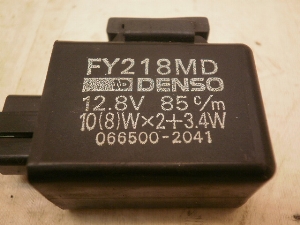 FY218MD
DENSO
12.8V 85 c/m
10(8)W×2+3.4W
066500-2041